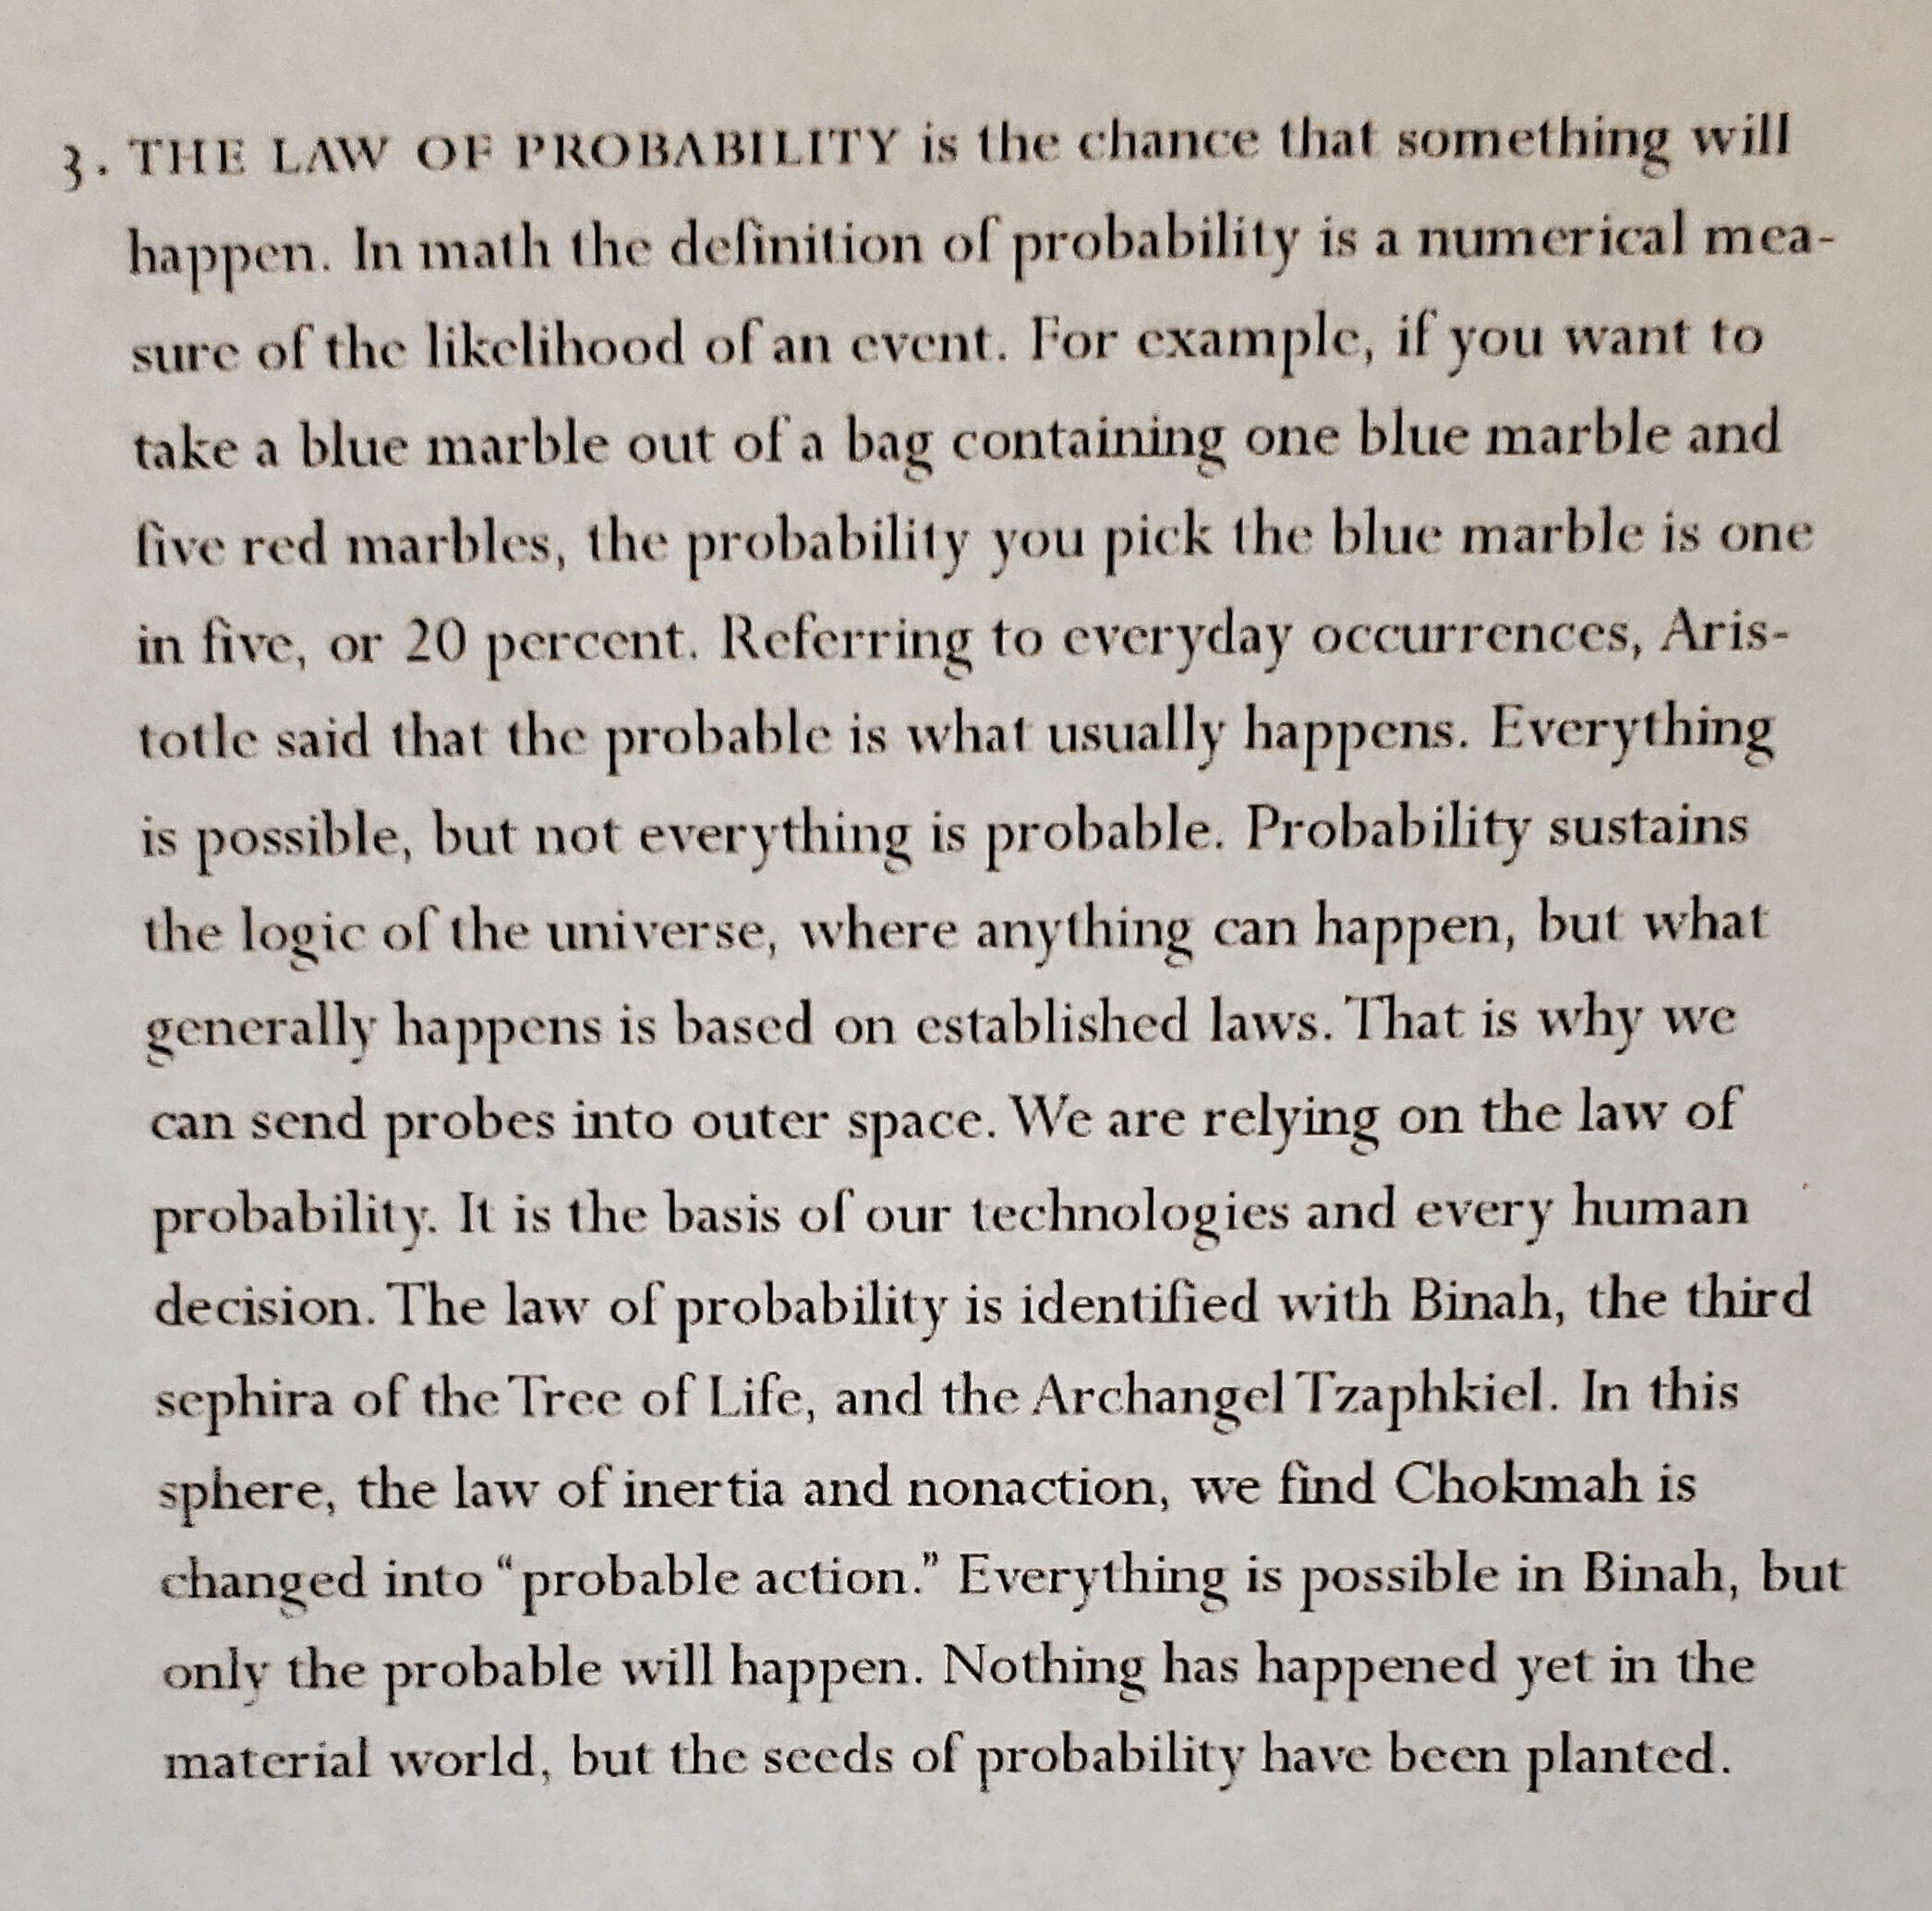 3. THE LAW OF PROBABILITY is the chance that something will
happen. In math the definition of probability is a numerical mea-
sure of the likelihood of an event. For example, if you want to
take a blue marble out of a bag containing one blue marble and
five red marbles, the probability you pick the blue marble is one
in five, or 20 percent. Referring to everyday occurrences, Aris-
totle said that the probable is what usually happens. Everything
is possible, but not everything is probable. Probability sustains
the logic of the universe, where anything can happen, but what
generally happens is based on established laws. That is why we
can send probes into outer space. We are relying on the law of
probability. It is the basis of our technologies and every human
decision. The law of probability is identified with Binah, the third
sephira of the Tree of Life, and the Archangel Tzaphkiel. In this
sphere, the law of inertia and nonaction, we find Chokmah is
changed into “probable action.” Everything is possible in Binah, but
only the probable will happen. Nothing has happened yet in the
material world, but the seeds of probability have been planted.